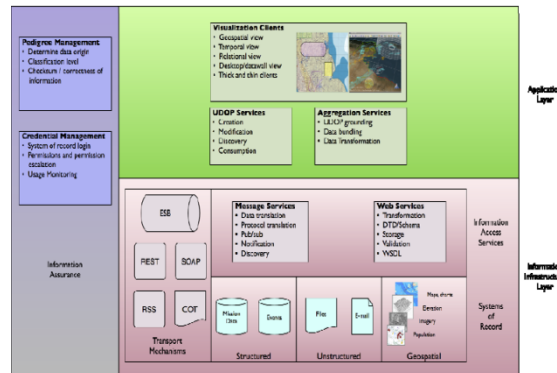 Pedigree Management
• Determine data origin
• Classification level
• Checksum / correctness of
information
Credential Management
• System of record login
• Permissions and permission
escalation
• Usage Monitoring
Information
Assurance
Visualization Clients
• Geospatial view
• Temporal view
• Relational view
• Desktop/datawall view
• Thick and thin clients
UDOP Services
• Creation
• Modification
• Discovery
• Consumption
Aggregation Services
• UDOP grounding
• Data bundling
• Data Transformation
Application
Layer
ESB
REST
SOAP
RSS
COT
Transport
Mechanisms
Message Services
• Data translation
• Protocol translation
• Pub/sub
• Notification
• Discovery
Web Services
• Transformation
• DTD/Schema
• Storage
• Validation
• WSDL
Information
Access
Services
Information
Infrastructure
Layer
Mission
Data
Events
Structured
Files
E-mail
Unstructured
Elevation
Imagery
Population
Geospatial
Systems
of
Record